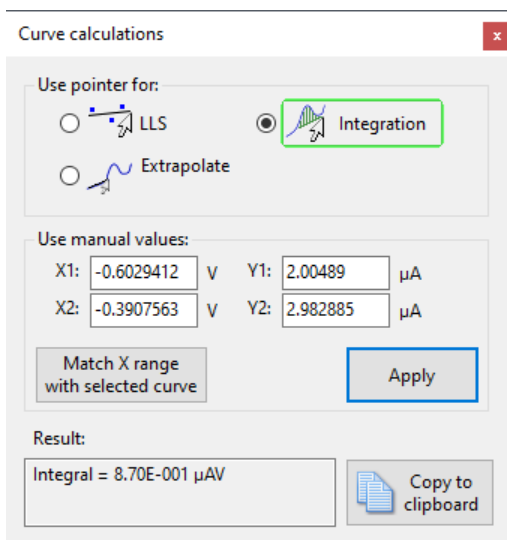 Curve calculations
x
Use pointer for:
LLS
Integration
Extrapolate
Use manual values:
X1: -0.6029412 V Y1: 2.00489 µA
X2: -0.3907563 V Y2: 2.982885 µA
Match X range
with selected curve
Apply
Result:
Integral = 8.70E-001 µAV
Copy to
clipboard